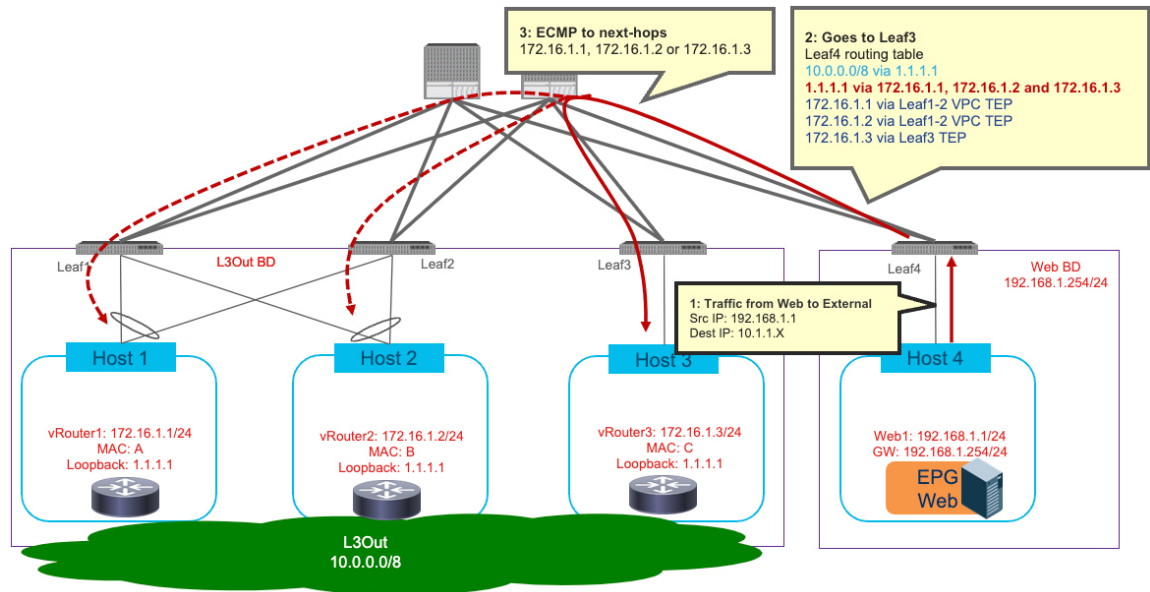 3: ECMP to next-hops
172.16.1.1, 172.16.1.2 or 172.16.1.3
2: Goes to Leaf3
Leaf4 routing table
10.0.0.0/8 via 1.1.1.1
1.1.1.1 via 172.16.1.1, 172.16.1.2 and 172.16.1.3
172.16.1.1 via Leaf1-2 VPC TEP
172.16.1.2 via Leaf1-2 VPC TEP
172.16.1.3 via Leaf3 TEP
Leaf1
L3Out BD
Leaf2
Leaf3
Leaf4
Web BD
192.168.1.254/24
1: Traffic from Web to External
Src IP: 192.168.1.1
Dest IP: 10.1.1.X
Host 1
Host 2
Host 3
Host 4
vRouter1: 172.16.1.1/24
MAC: A
Loopback: 1.1.1.1
vRouter2: 172.16.1.2/24
MAC: B
Loopback: 1.1.1.1
vRouter3: 172.16.1.3/24
MAC: C
Loopback: 1.1.1.1
Web1: 192.168.1.1/24
GW: 192.168.1.254/24
EPG
Web
L3Out
10.0.0.0/8